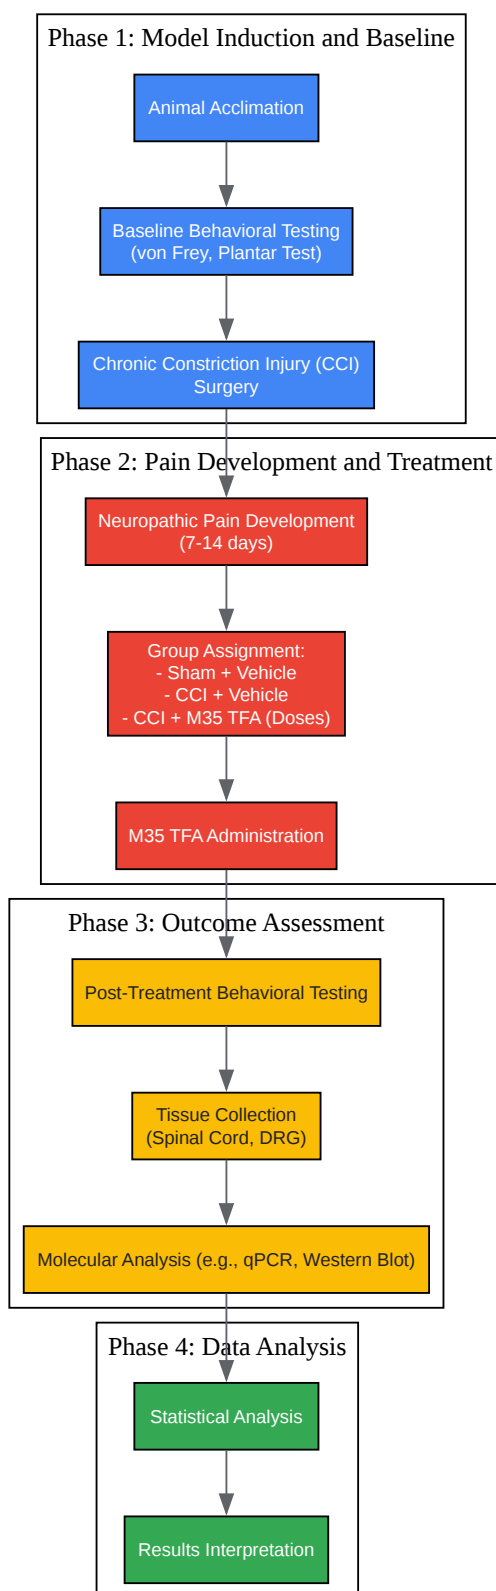 Phase 1: Model Induction and Baseline
Animal Acclimation
Baseline Behavioral Testing
(von Frey, Plantar Test)
Chronic Constriction Injury (CCI)
Surgery
Phase 2: Pain Development and Treatment
Neuropathic Pain Development
(7-14 days)
Group Assignment:
- Sham + Vehicle
- CCI + Vehicle
- CCI + M35 TFA (Doses)
M35 TFA Administration
Phase 3: Outcome Assessment
Post-Treatment Behavioral Testing
Tissue Collection
(Spinal Cord, DRG)
Molecular Analysis (e.g., qPCR, Western Blot)
Phase 4: Data Analysis
Statistical Analysis
Results Interpretation